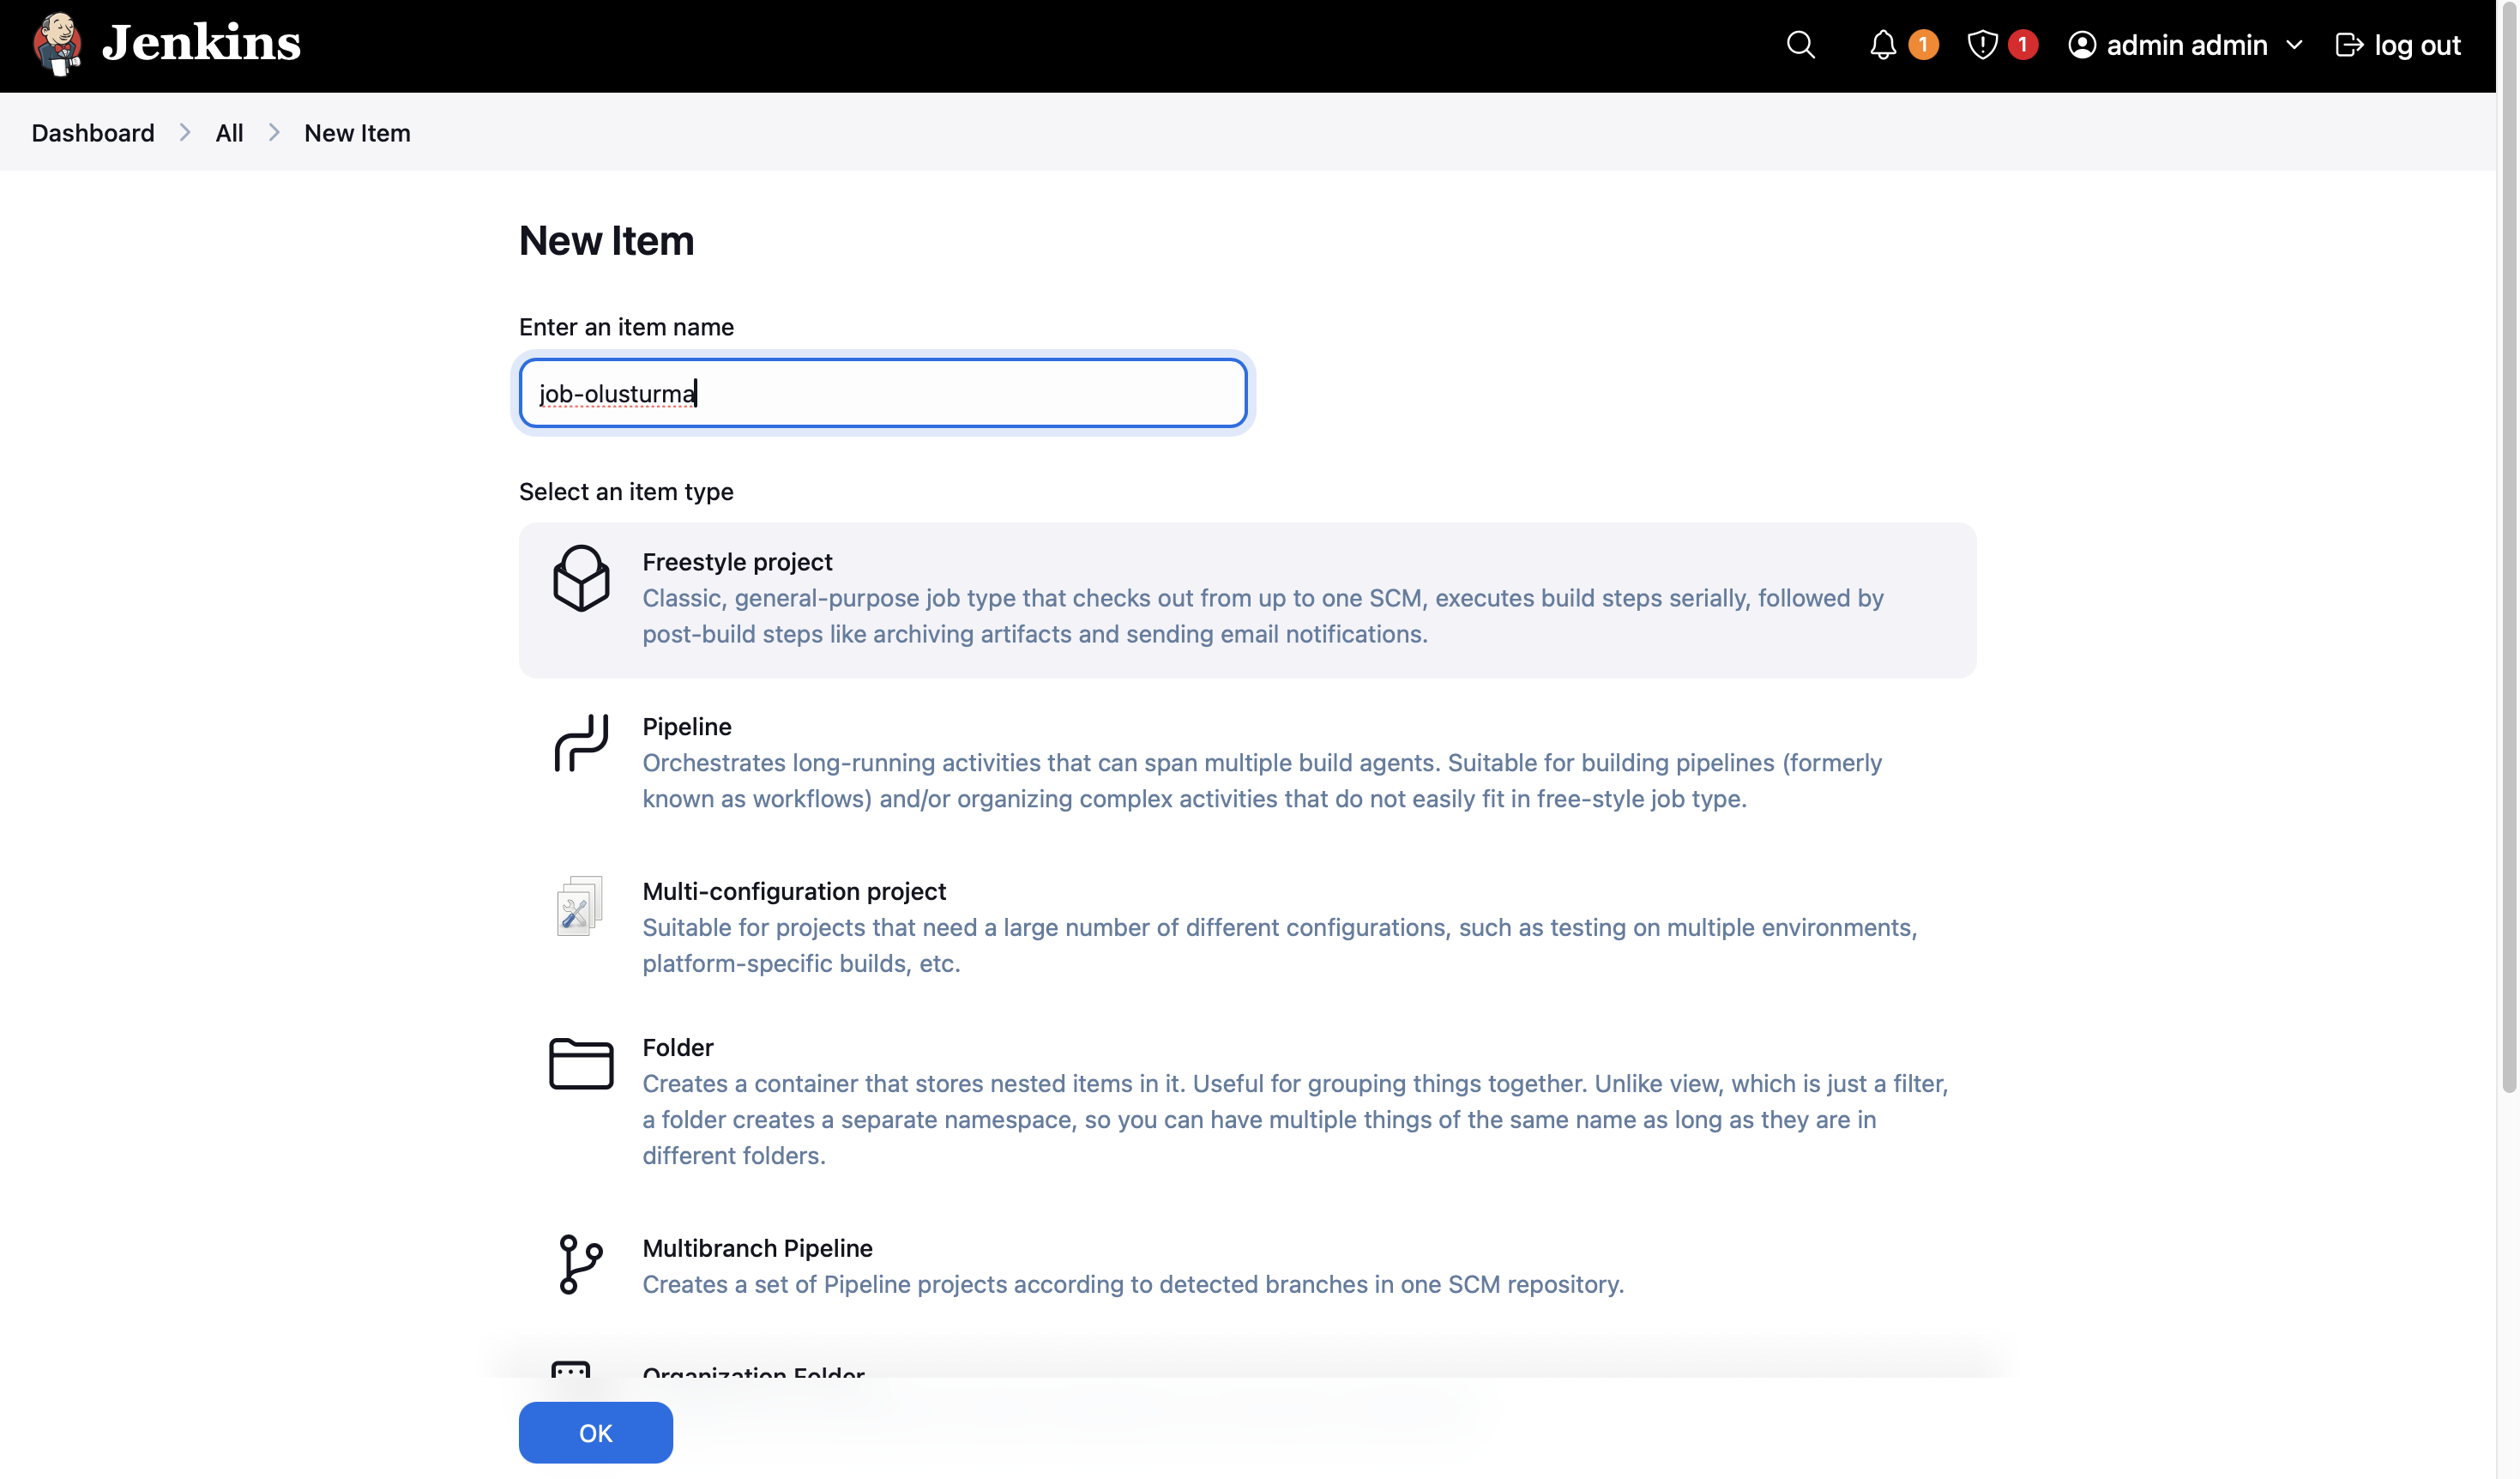 Jenkins
1
1
admin admin
log out
Dashboard
All
New Item
New Item
Enter an item name
job-olusturma
Select an item type
Freestyle project
Classic, general-purpose job type that checks out from up to one SCM, executes build steps serially, followed by
post-build steps like archiving artifacts and sending email notifications.
Pipeline
Orchestrates long-running activities that can span multiple build agents. Suitable for building pipelines (formerly
known as workflows) and/or organizing complex activities that do not easily fit in free-style job type.
Multi-configuration project
Suitable for projects that need a large number of different configurations, such as testing on multiple environments,
platform-specific builds, etc.
Folder
Creates a container that stores nested items in it. Useful for grouping things together. Unlike view, which is just a filter,
a folder creates a separate namespace, so you can have multiple things of the same name as long as they are in
different folders.
Multibranch Pipeline
Creates a set of Pipeline projects according to detected branches in one SCM repository.
Organization Folder
OK